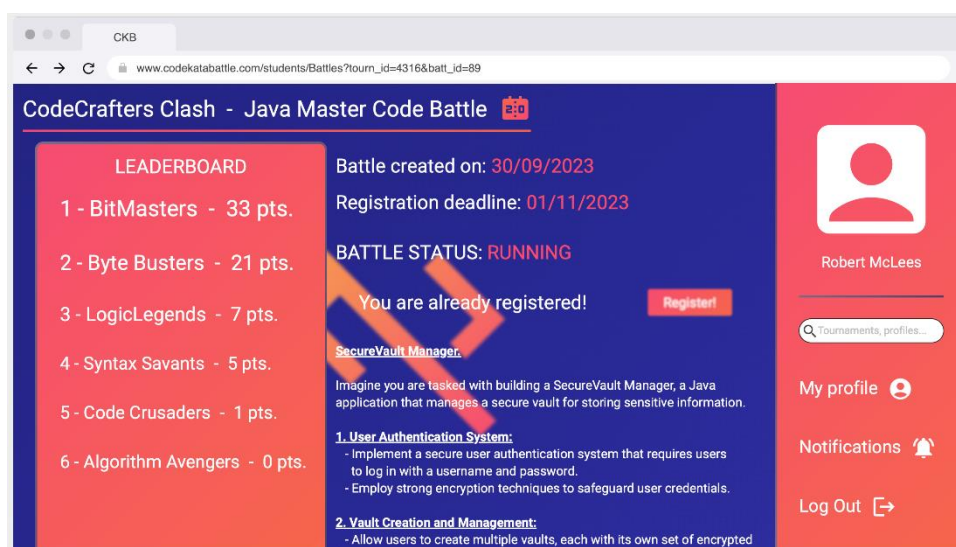 CKB
www.codekatabattle.com/students/Battles?tourn_id=4316&batt_id=89
CodeCrafters Clash - Java Master Code Battle
LEADERBOARD
1 - BitMasters - 33 pts.
2 - Byte Busters - 21 pts.
3 - LogicLegends - 7 pts.
4 - Syntax Savants - 5 pts.
5 - Code Crusaders - 1 pts.
6 - Algorithm Avengers - 0 pts.
Battle created on: 30/09/2023
Registration deadline: 01/11/2023
BATTLE STATUS: RUNNING
You are already registered!
Register!
SecureVault Manager.
Imagine you are tasked with building a SecureVault Manager, a Java
application that manages a secure vault for storing sensitive information.
1. User Authentication System:
- Implement a secure user authentication system that requires users
to log in with a username and password.
- Employ strong encryption techniques to safeguard user credentials.
2. Vault Creation and Management:
- Allow users to create multiple vaults, each with its own set of encrypted
Robert McLees
Tournaments, profiles...
My profile
Notifications
Log Out